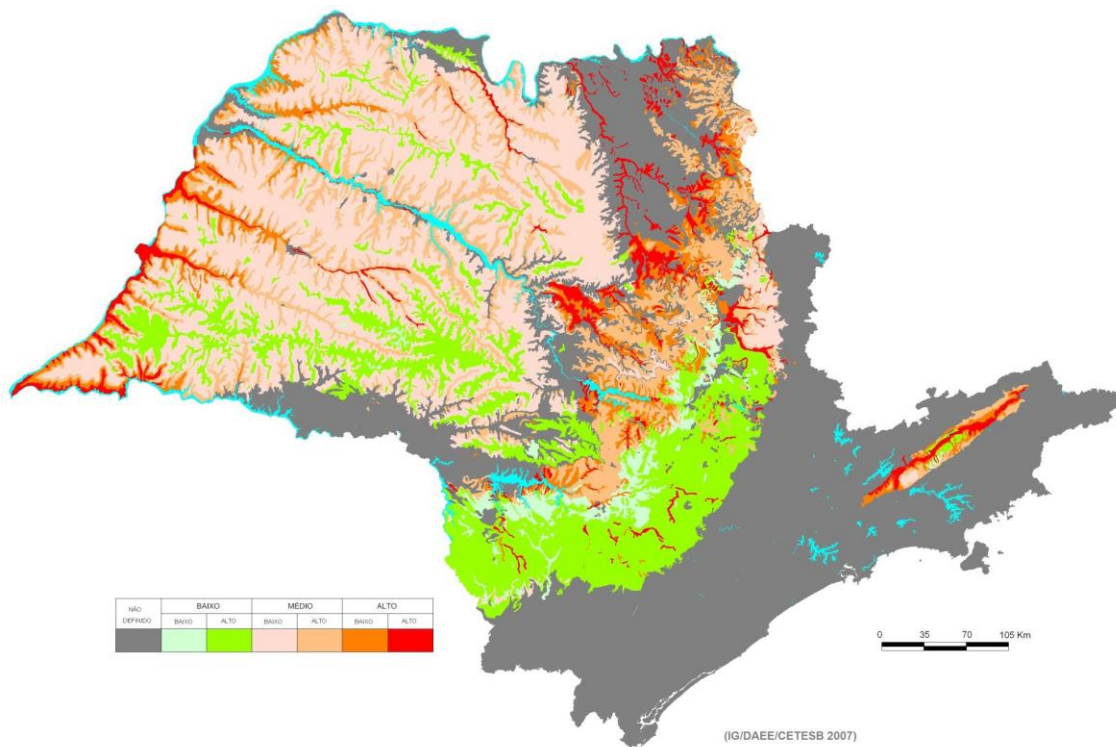 NÃO
DEFINIDO
BAIXO MÉDIO ALTO
BAIXO ALTO BAIXO ALTO BAIXO ALTO
0 35 70 105 Km
(IG/DAEE/CETESB 2007)